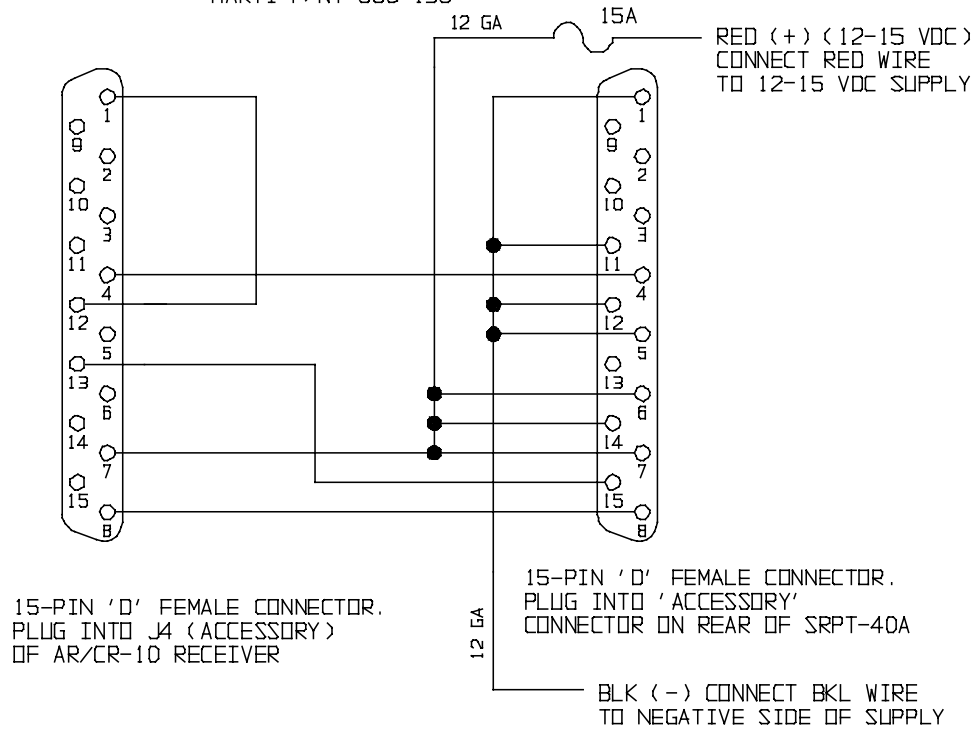 12 GA
15A
RED (+) (12-15 VDC)
CONNECT RED WIRE
TO 12-15 VDC SUPPLY
1
9
2
10
3
11
4
12
5
13
6
14
7
15
8
1
9
2
10
3
11
4
12
5
13
6
14
7
15
8
15-PIN 'D' FEMALE CONNECTOR.
PLUG INTO J4 (ACCESSORY)
OF AR/CR-10 RECEIVER
15-PIN 'D' FEMALE CONNECTOR.
PLUG INTO 'ACCESSORY'
CONNECTOR ON REAR OF SRPT-40A
12 GA
BLK (-) CONNECT BKL WIRE
TO NEGATIVE SIDE OF SUPPLY